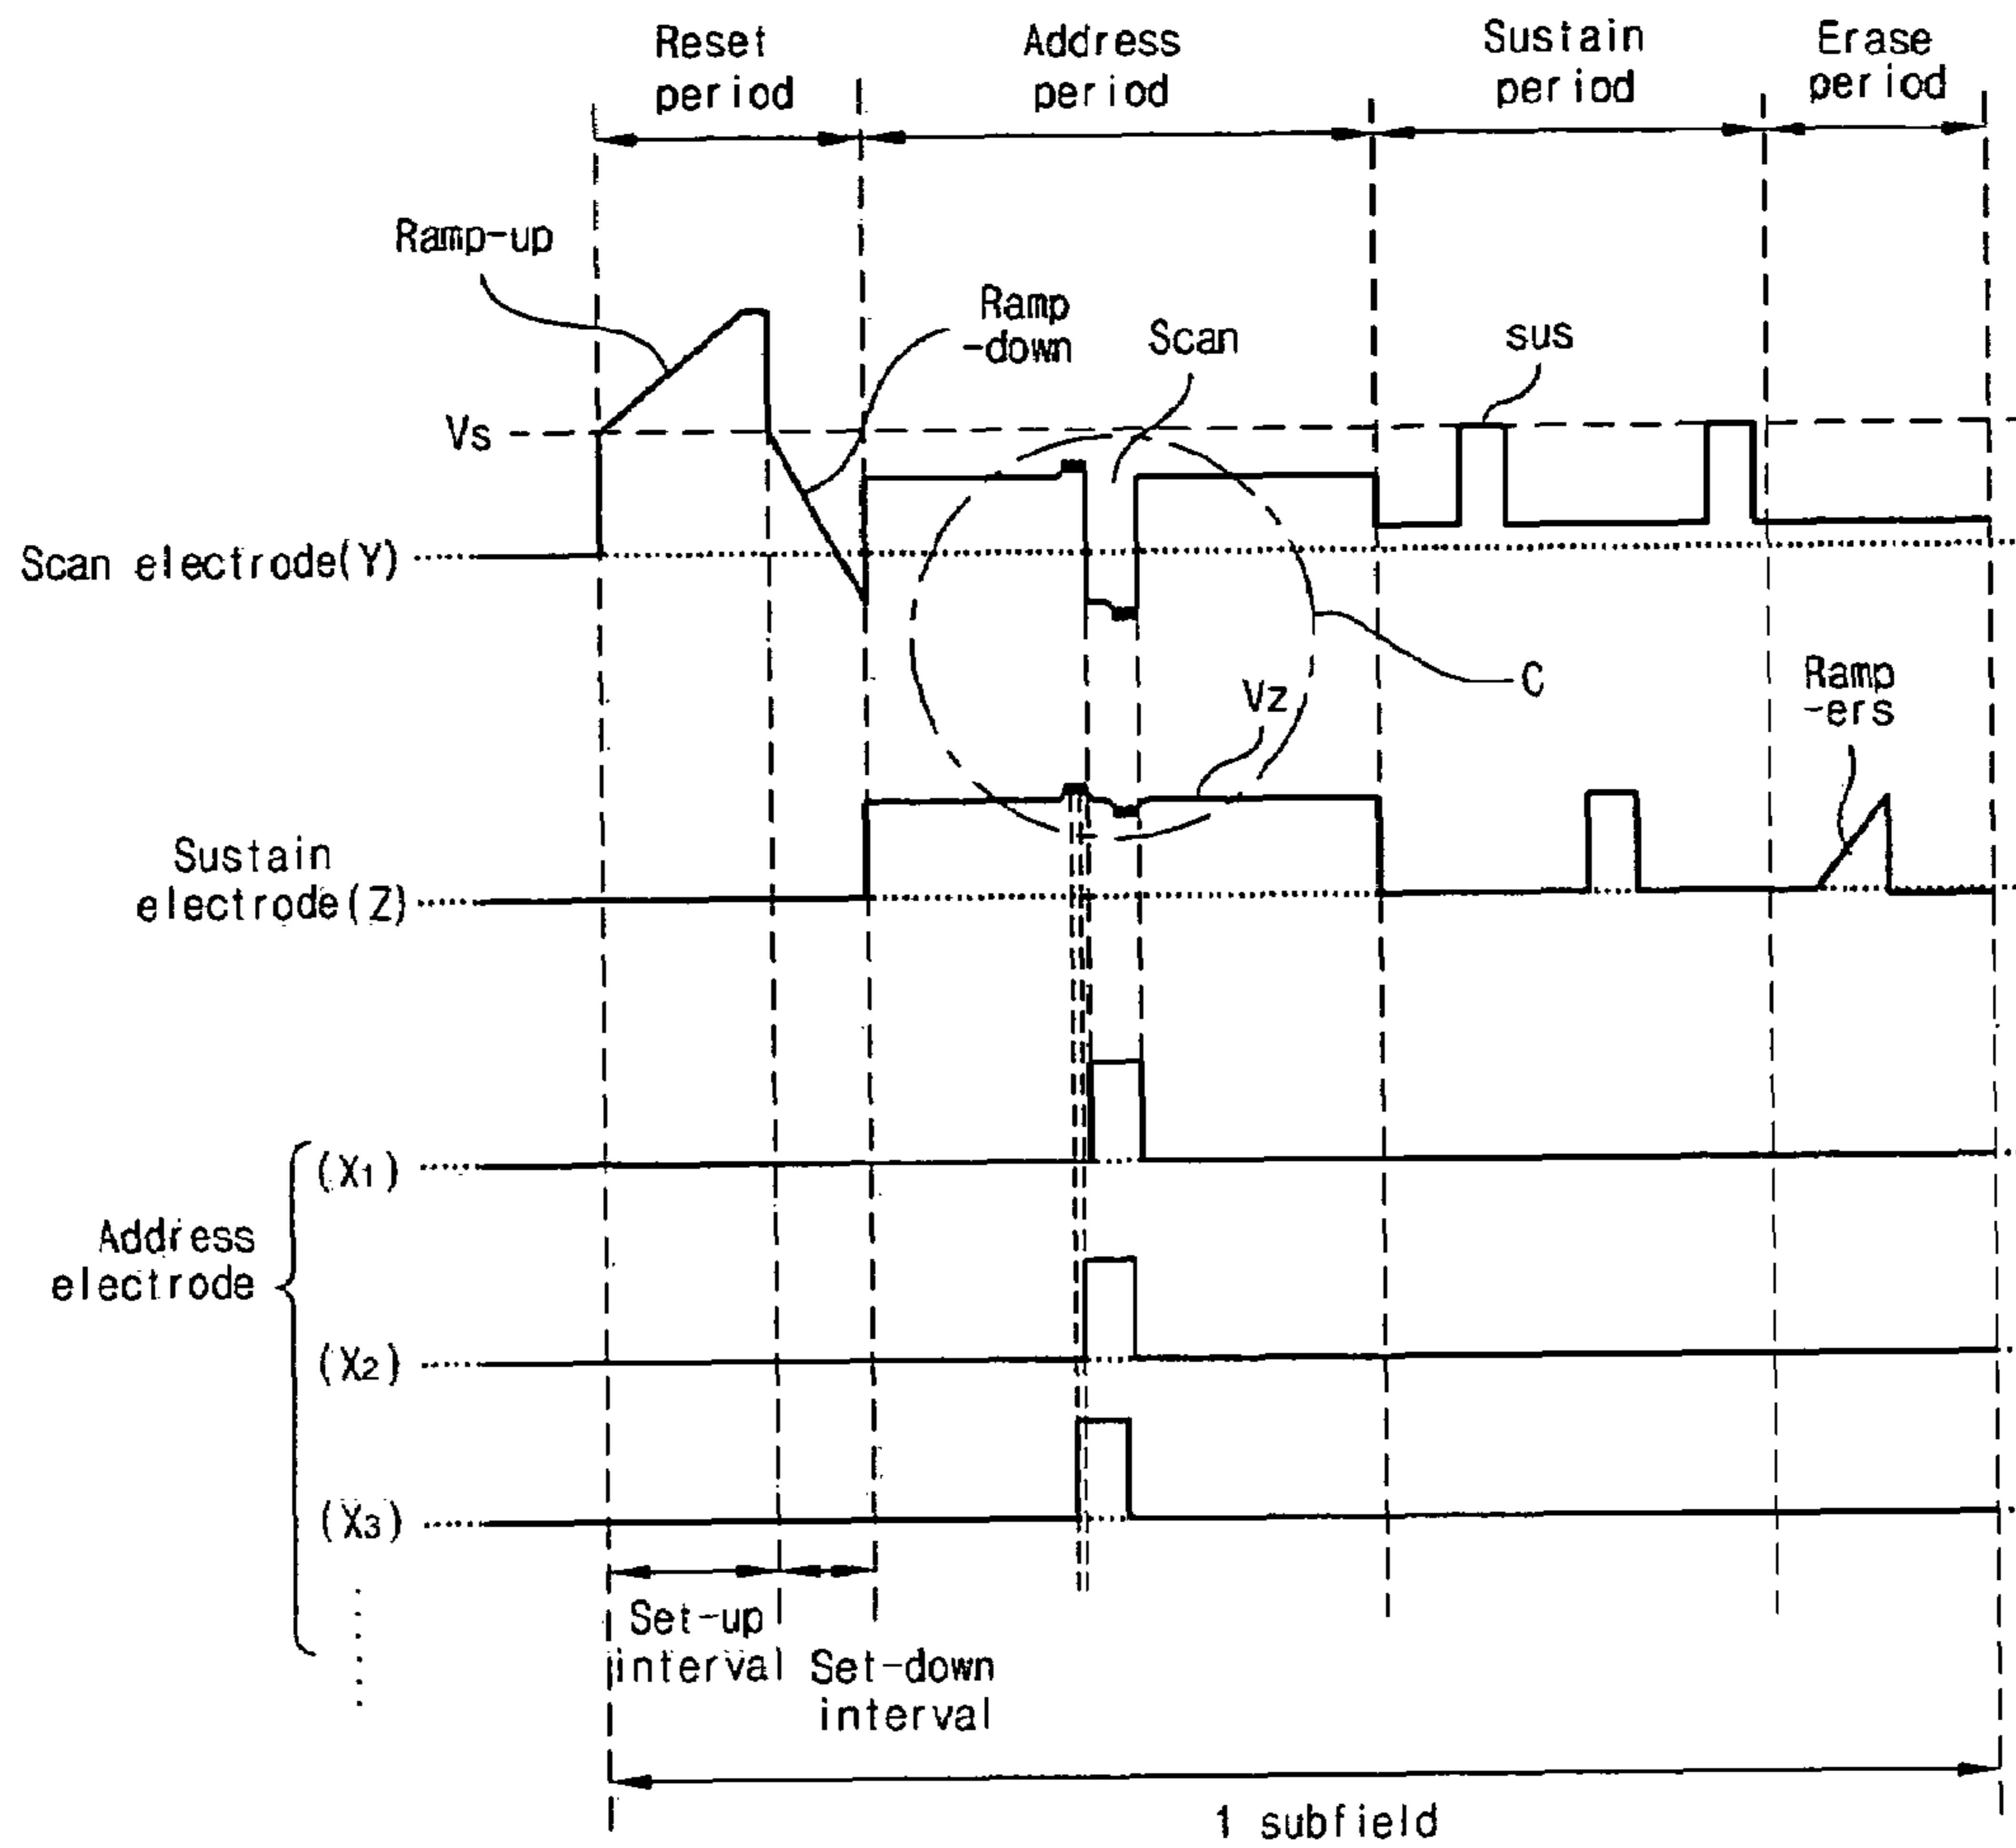 Reset
period
Address
period
Sustain
period
Erase
period
Ramp-up
Ramp
-down
Scan
sus
Vs
Scan electrode(Y)
C
Vz
Ramp
-ers
Sustain
electrode(Z)
(X1)
Address
electrode
(X2)
(X3)
Set-up
interval
Set-down
interval
1 subfield